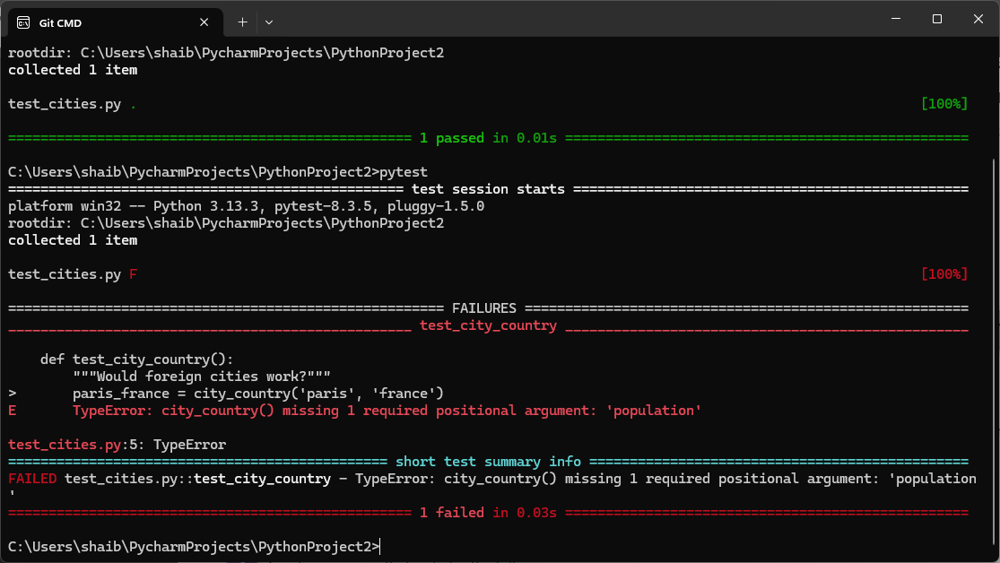 Git CMD
rootdir: C:\Users\shaib\PycharmProjects\PythonProject2
collected 1 item
test_cities.py . [100%]
================================================== 1 passed in 0.01s ==================================================
C:\Users\shaib\PycharmProjects\PythonProject2>pytest
================================================= test session starts =================================================
platform win32 -- Python 3.13.3, pytest-8.3.5, pluggy-1.5.0
rootdir: C:\Users\shaib\PycharmProjects\PythonProject2
collected 1 item
test_cities.py F [100%]
====================================================== FAILURES =======================================================
__________________________________________________ test_city_country __________________________________________________
    def test_city_country():
        """Would foreign cities work?"""
>       paris_france = city_country('paris', 'france')
E       TypeError: city_country() missing 1 required positional argument: 'population'
test_cities.py:5: TypeError
=============================================== short test summary info ===============================================
FAILED test_cities.py::test_city_country - TypeError: city_country() missing 1 required positional argument: 'population
'
================================================== 1 failed in 0.03s ==================================================
C:\Users\shaib\PycharmProjects\PythonProject2>